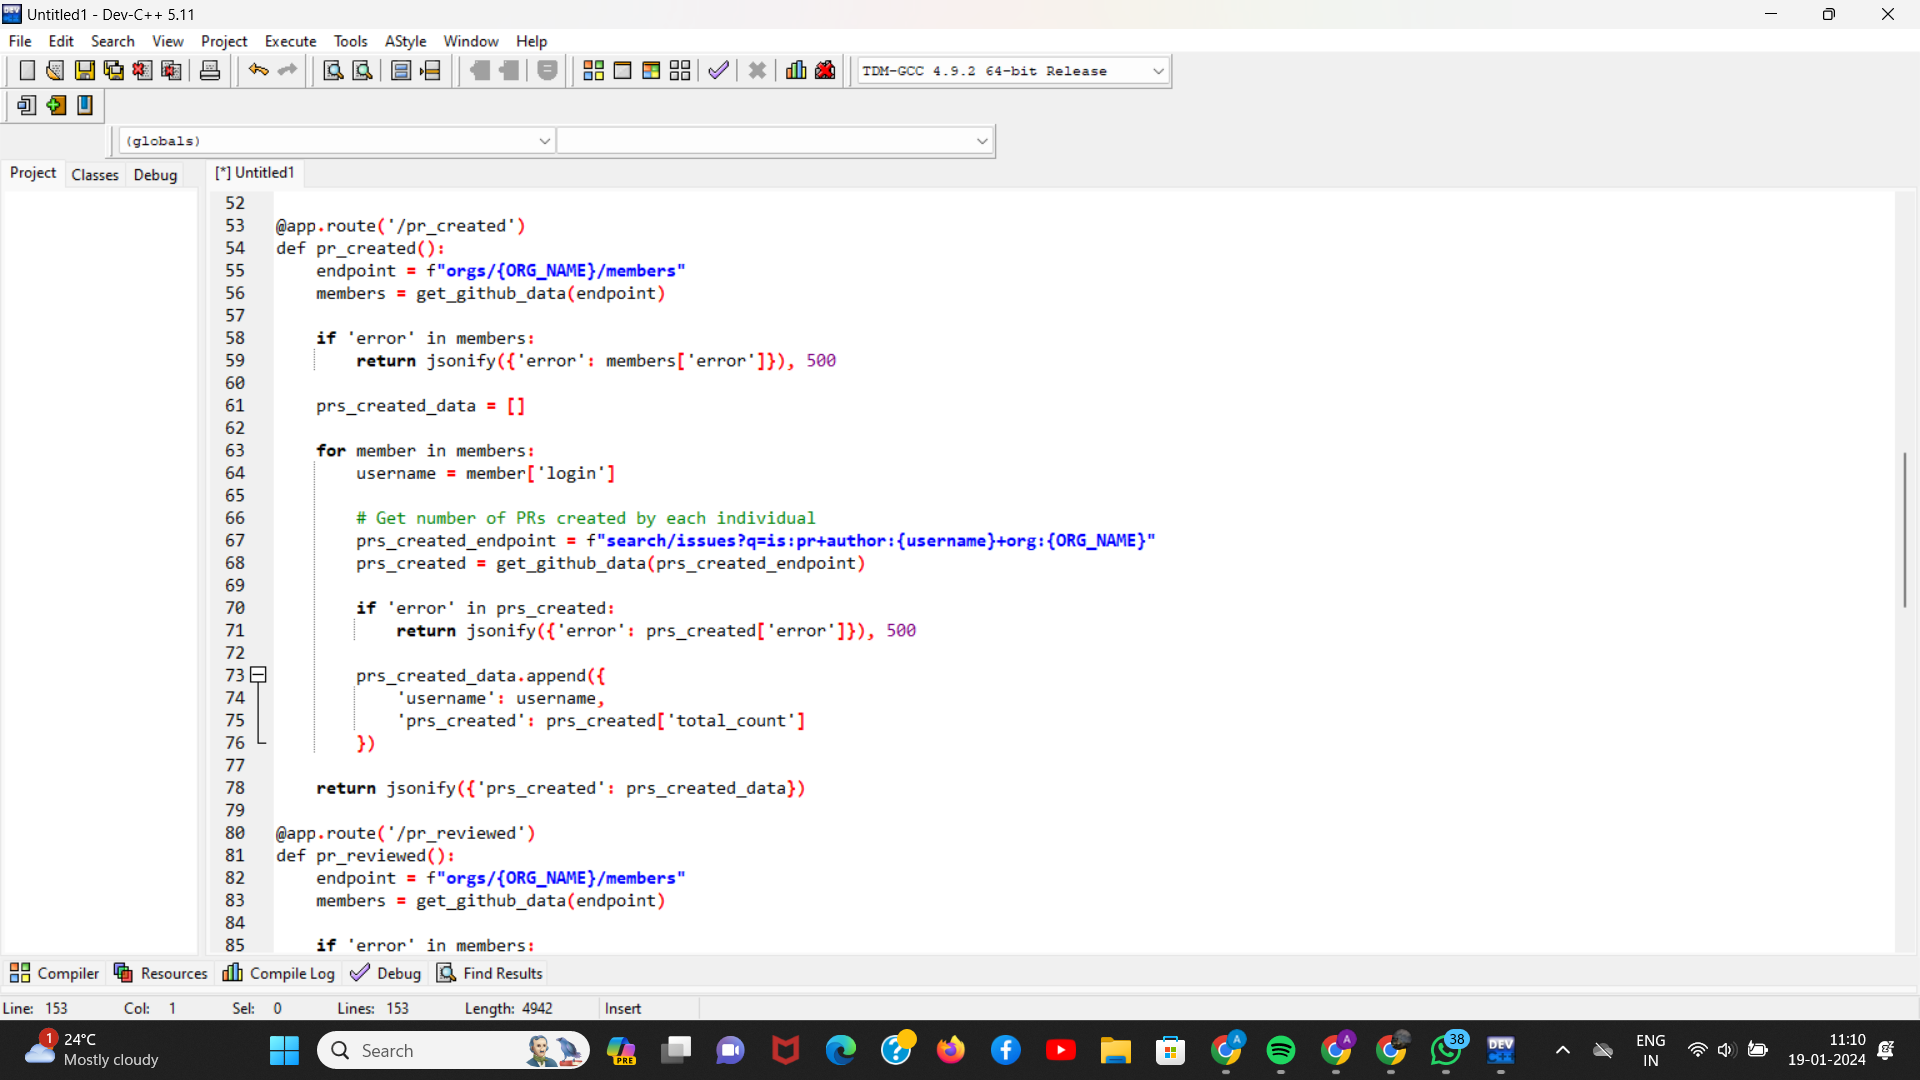 Untitled1 - Dev-C++ 5.11
File Edit Search View Project Execute Tools AStyle Window Help
TDM-GCC 4.9.2 64-bit Release
(globals)
Project Classes Debug [*] Untitled1
52
53 @app.route('/pr_created')
54 def pr_created():
55     endpoint = f"orgs/{ORG_NAME}/members"
56     members = get_github_data(endpoint)
57
58     if 'error' in members:
59         return jsonify({'error': members['error']}), 500
60
61     prs_created_data = []
62
63     for member in members:
64         username = member['login']
65
66         # Get number of PRs created by each individual
67         prs_created_endpoint = f"search/issues?q=is:pr+author:{username}+org:{ORG_NAME}"
68         prs_created = get_github_data(prs_created_endpoint)
69
70         if 'error' in prs_created:
71             return jsonify({'error': prs_created['error']}), 500
72
73         prs_created_data.append({
74             'username': username,
75             'prs_created': prs_created['total_count']
76         })
77
78     return jsonify({'prs_created': prs_created_data})
79
80 @app.route('/pr_reviewed')
81 def pr_reviewed():
82     endpoint = f"orgs/{ORG_NAME}/members"
83     members = get_github_data(endpoint)
84
85     if 'error' in members:
Compiler Resources Compile Log Debug Find Results
Line: 153 Col: 1 Sel: 0 Lines: 153 Length: 4942 Insert
1 24°C
Mostly cloudy
Search
PRE
A
A
38
DEV
C++
ENG
IN
11:10
19-01-2024